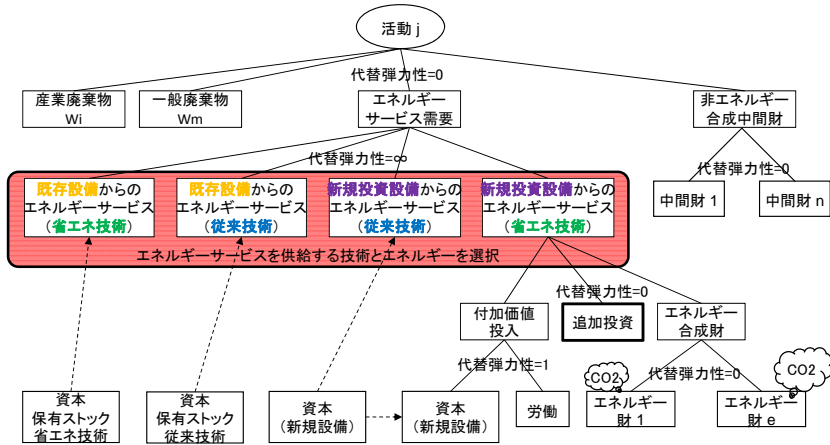 活動 j
代替弾力性=0
産業廃棄物
Wi
一般廃棄物
Wm
エネルギー
サービス需要
非エネルギー
合成中間財
代替弾力性=∞
代替弾力性=0
中間財 1
中間財 n
既存設備からの
エネルギーサービス
（省エネ技術）
既存設備からの
エネルギーサービス
（従来技術）
新規投資設備からの
エネルギーサービス
（従来技術）
新規投資設備からの
エネルギーサービス
（省エネ技術）
エネルギーサービスを供給する技術とエネルギーを選択
代替弾力性=0
付加価値
投入
追加投資
エネルギー
合成財
代替弾力性=1
代替弾力性=0
CO2
CO2
資本
保有ストック
省エネ技術
資本
保有ストック
従来技術
資本
（新規設備）
資本
（新規設備）
労働
エネルギー
財 1
エネルギー
財 e